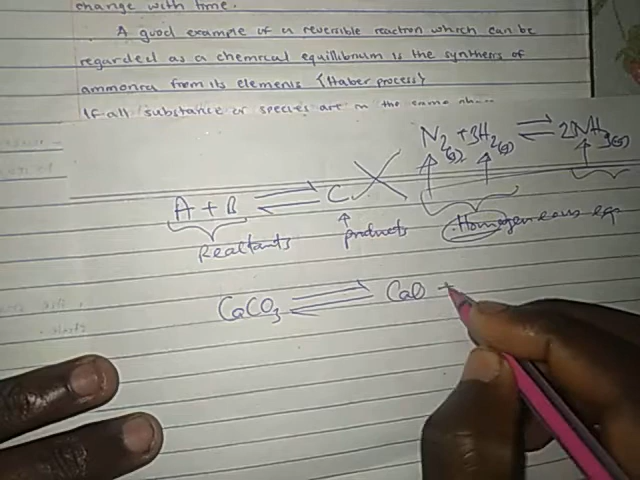 change with time.
A good example of a reversible reaction which can be
regarded as a chemical equilibrium is the synthesis of
ammonia from its elements (Haber process)
If all substance or species are in the same
N₂(g) + 3H₂(g) ⇌ 2NH₃(g)
A + B ⇌ C
Reactants
products
Homogeneous eqn
CaCO₃ ⇌ CaO +